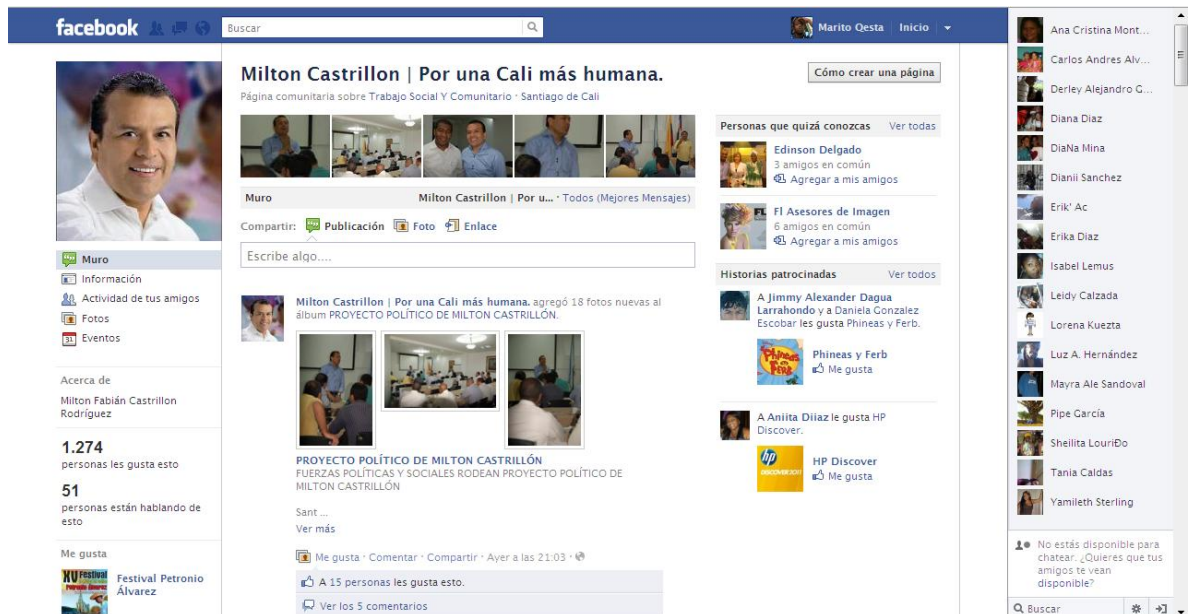 facebook
Buscar
Marito Qesta
Inicio
Milton Castrillon | Por una Cali más humana.
Página comunitaria sobre Trabajo Social Y Comunitario · Santiago de Cali
Cómo crear una página
Muro
Milton Castrillon | Por u... · Todos (Mejores Mensajes)
Compartir: Publicación Foto Enlace
Escribe algo....
Muro
Información
Actividad de tus amigos
Fotos
31 Eventos
Acerca de
Milton Fabián Castrillon
Rodríguez
1.274
personas les gusta esto
51
personas están hablando de
esto
Me gusta
Festival
Festival Petronio
Álvarez
Milton Castrillon | Por una Cali más humana. agregó 18 fotos nuevas al
álbum PROYECTO POLÍTICO DE MILTON CASTRILLÓN.
PROYECTO POLÍTICO DE MILTON CASTRILLÓN
FUERZAS POLÍTICAS Y SOCIALES RODEAN PROYECTO POLÍTICO DE
MILTON CASTRILLÓN
Sant ...
Ver más
Me gusta · Comentar · Compartir · Ayer a las 21:03 ·
A 15 personas les gusta esto.
Ver los 5 comentarios
Personas que quizá conozcas Ver todas
Edinson Delgado
3 amigos en común
Agregar a mis amigos
FL
Fl Asesores de Imagen
6 amigos en común
Agregar a mis amigos
Historias patrocinadas Ver todos
A Jimmy Alexander Dagua
Larrahondo y a Daniela Gonzalez
Escobar les gusta Phineas y Ferb.
Phineas
Ferb
Phineas y Ferb
Me gusta
A Aniita Diiaz le gusta HP
Discover.
hp
DISCOVER2011
HP Discover
Me gusta
Ana Cristina Mont...
Carlos Andres Alv...
Derley Alejandro G...
Diana Diaz
DiaNa Mina
Dianii Sanchez
Erik' Ac
Erika Diaz
Isabel Lemus
Leidy Calzada
Lorena Kuezta
Luz A. Hernández
Mayra Ale Sandoval
Pipe García
Sheilita LouriÐo
Tania Caldas
Yamileth Sterling
No estás disponible para
chatear. ¿Quieres que tus
amigos te vean
disponible?
Buscar